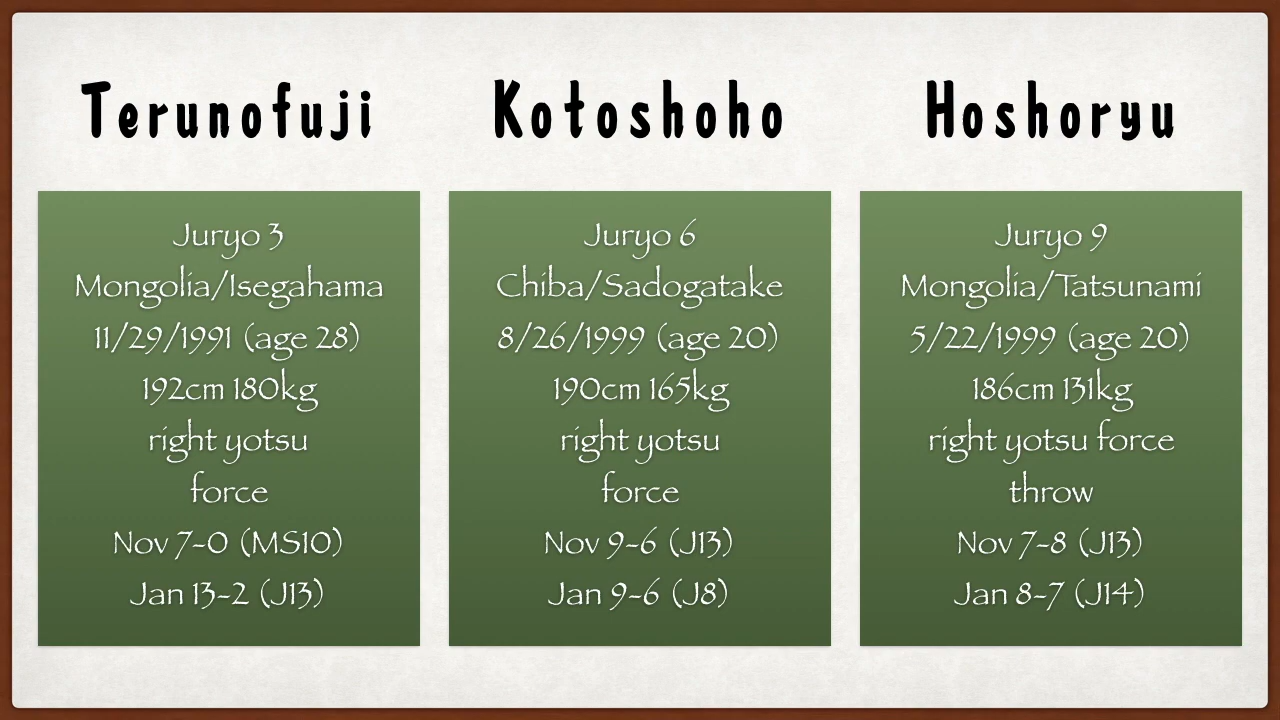 Terunofuji
Juryo 3
Mongolia/Isegahama
11/29/1991 (age 28)
192cm 180kg
right yotsu
force
Nov 7-0 (MS10)
Jan 13-2 (J13)
Kotoshoho
Juryo 6
Chiba/Sadogatake
8/26/1999 (age 20)
190cm 165kg
right yotsu
force
Nov 9-6 (J13)
Jan 9-6 (J8)
Hoshoryu
Juryo 9
Mongolia/Tatsunami
5/22/1999 (age 20)
186cm 131kg
right yotsu force
throw
Nov 7-8 (J13)
Jan 8-7 (J14)